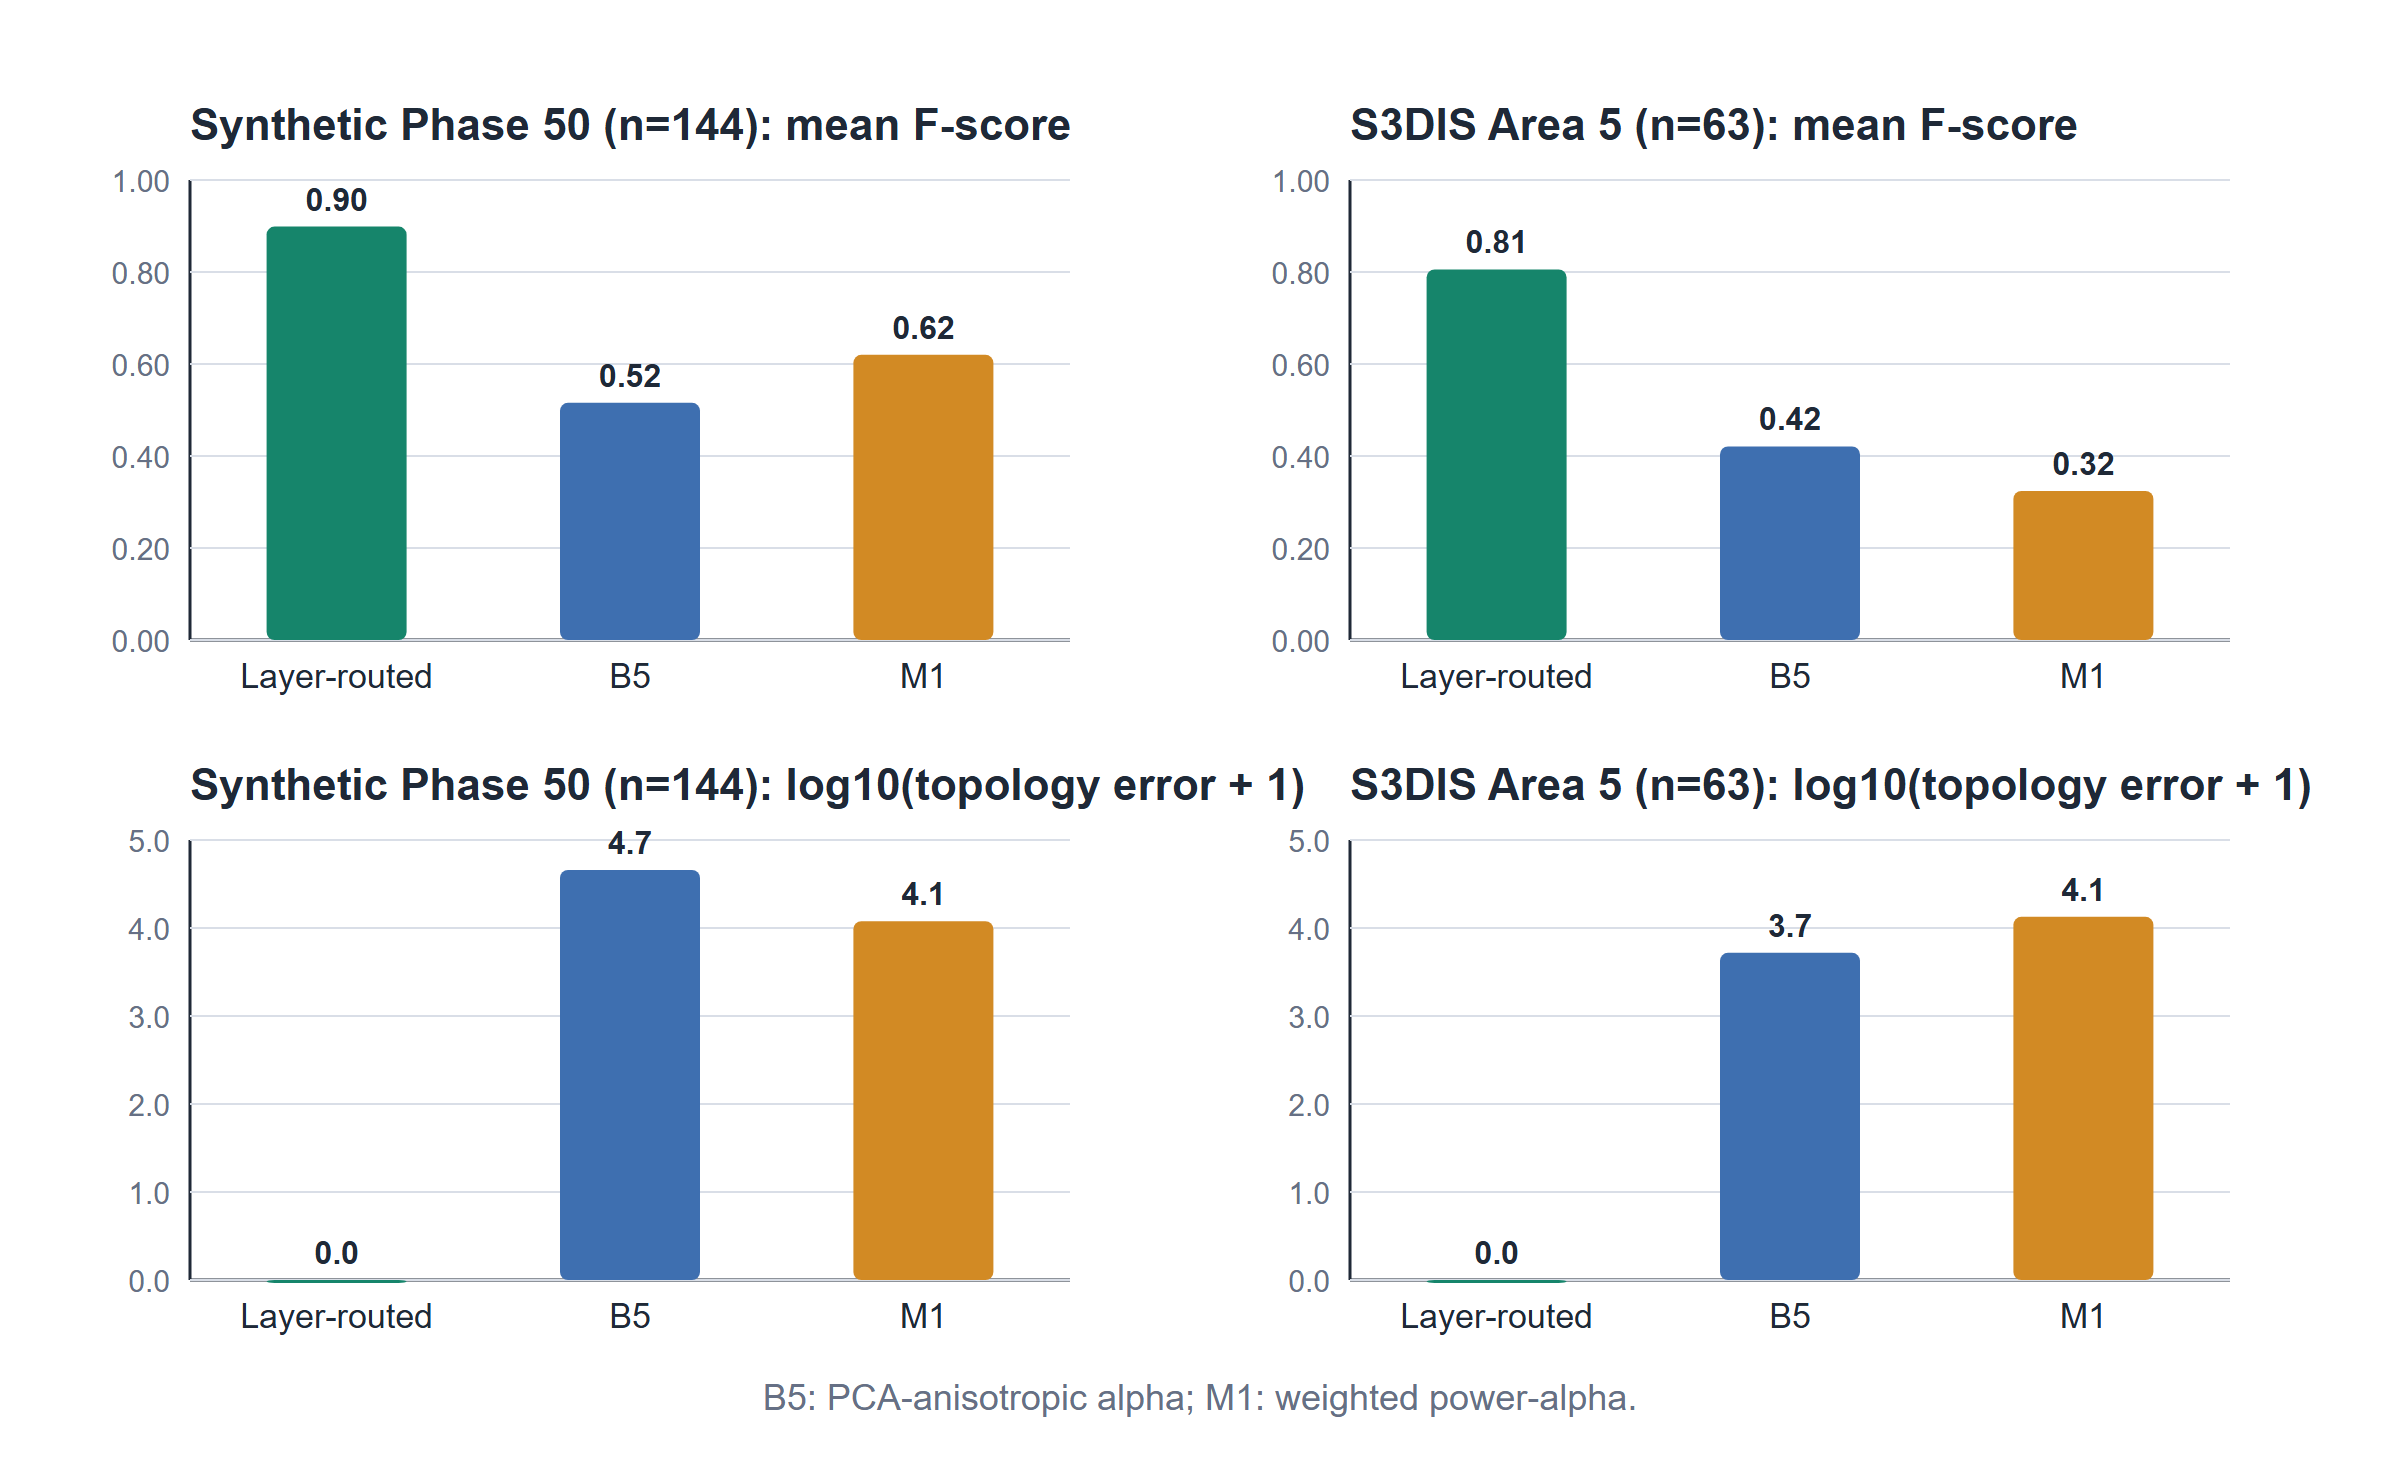 Synthetic Phase 50 (n=144): mean F-score
1.00
0.80
0.60
0.40
0.20
0.00
0.90
0.52
0.62
Layer-routed
B5
M1
S3DIS Area 5 (n=63): mean F-score
1.00
0.80
0.60
0.40
0.20
0.00
0.81
0.42
0.32
Layer-routed
B5
M1
Synthetic Phase 50 (n=144): log10(topology error + 1)
5.0
4.0
3.0
2.0
1.0
0.0
0.0
4.7
4.1
Layer-routed
B5
M1
S3DIS Area 5 (n=63): log10(topology error + 1)
5.0
4.0
3.0
2.0
1.0
0.0
0.0
3.7
4.1
Layer-routed
B5
M1
B5: PCA-anisotropic alpha; M1: weighted power-alpha.